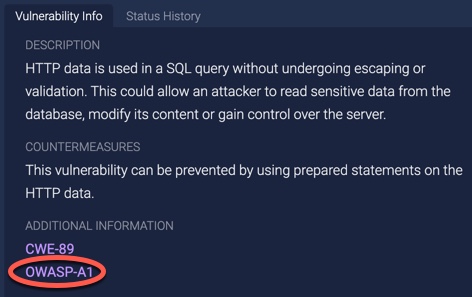 Vulnerability Info Status History
DESCRIPTION
HTTP data is used in a SQL query without undergoing escaping or
validation. This could allow an attacker to read sensitive data from the
database, modify its content or gain control over the server.
COUNTERMEASURES
This vulnerability can be prevented by using prepared statements on the
HTTP data.
ADDITIONAL INFORMATION
CWE-89
OWASP-A1